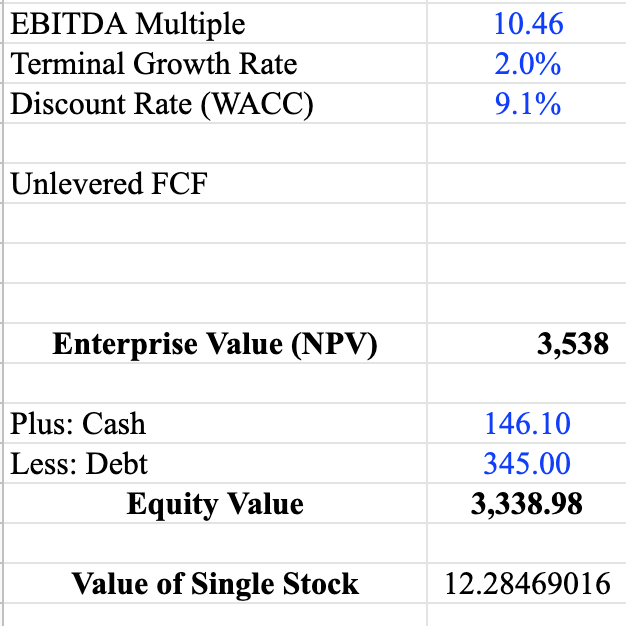 EBITDA Multiple 10.46
Terminal Growth Rate 2.0%
Discount Rate (WACC) 9.1%
Unlevered FCF
Enterprise Value (NPV) 3,538
Plus: Cash 146.10
Less: Debt 345.00
Equity Value 3,338.98
Value of Single Stock 12.28469016